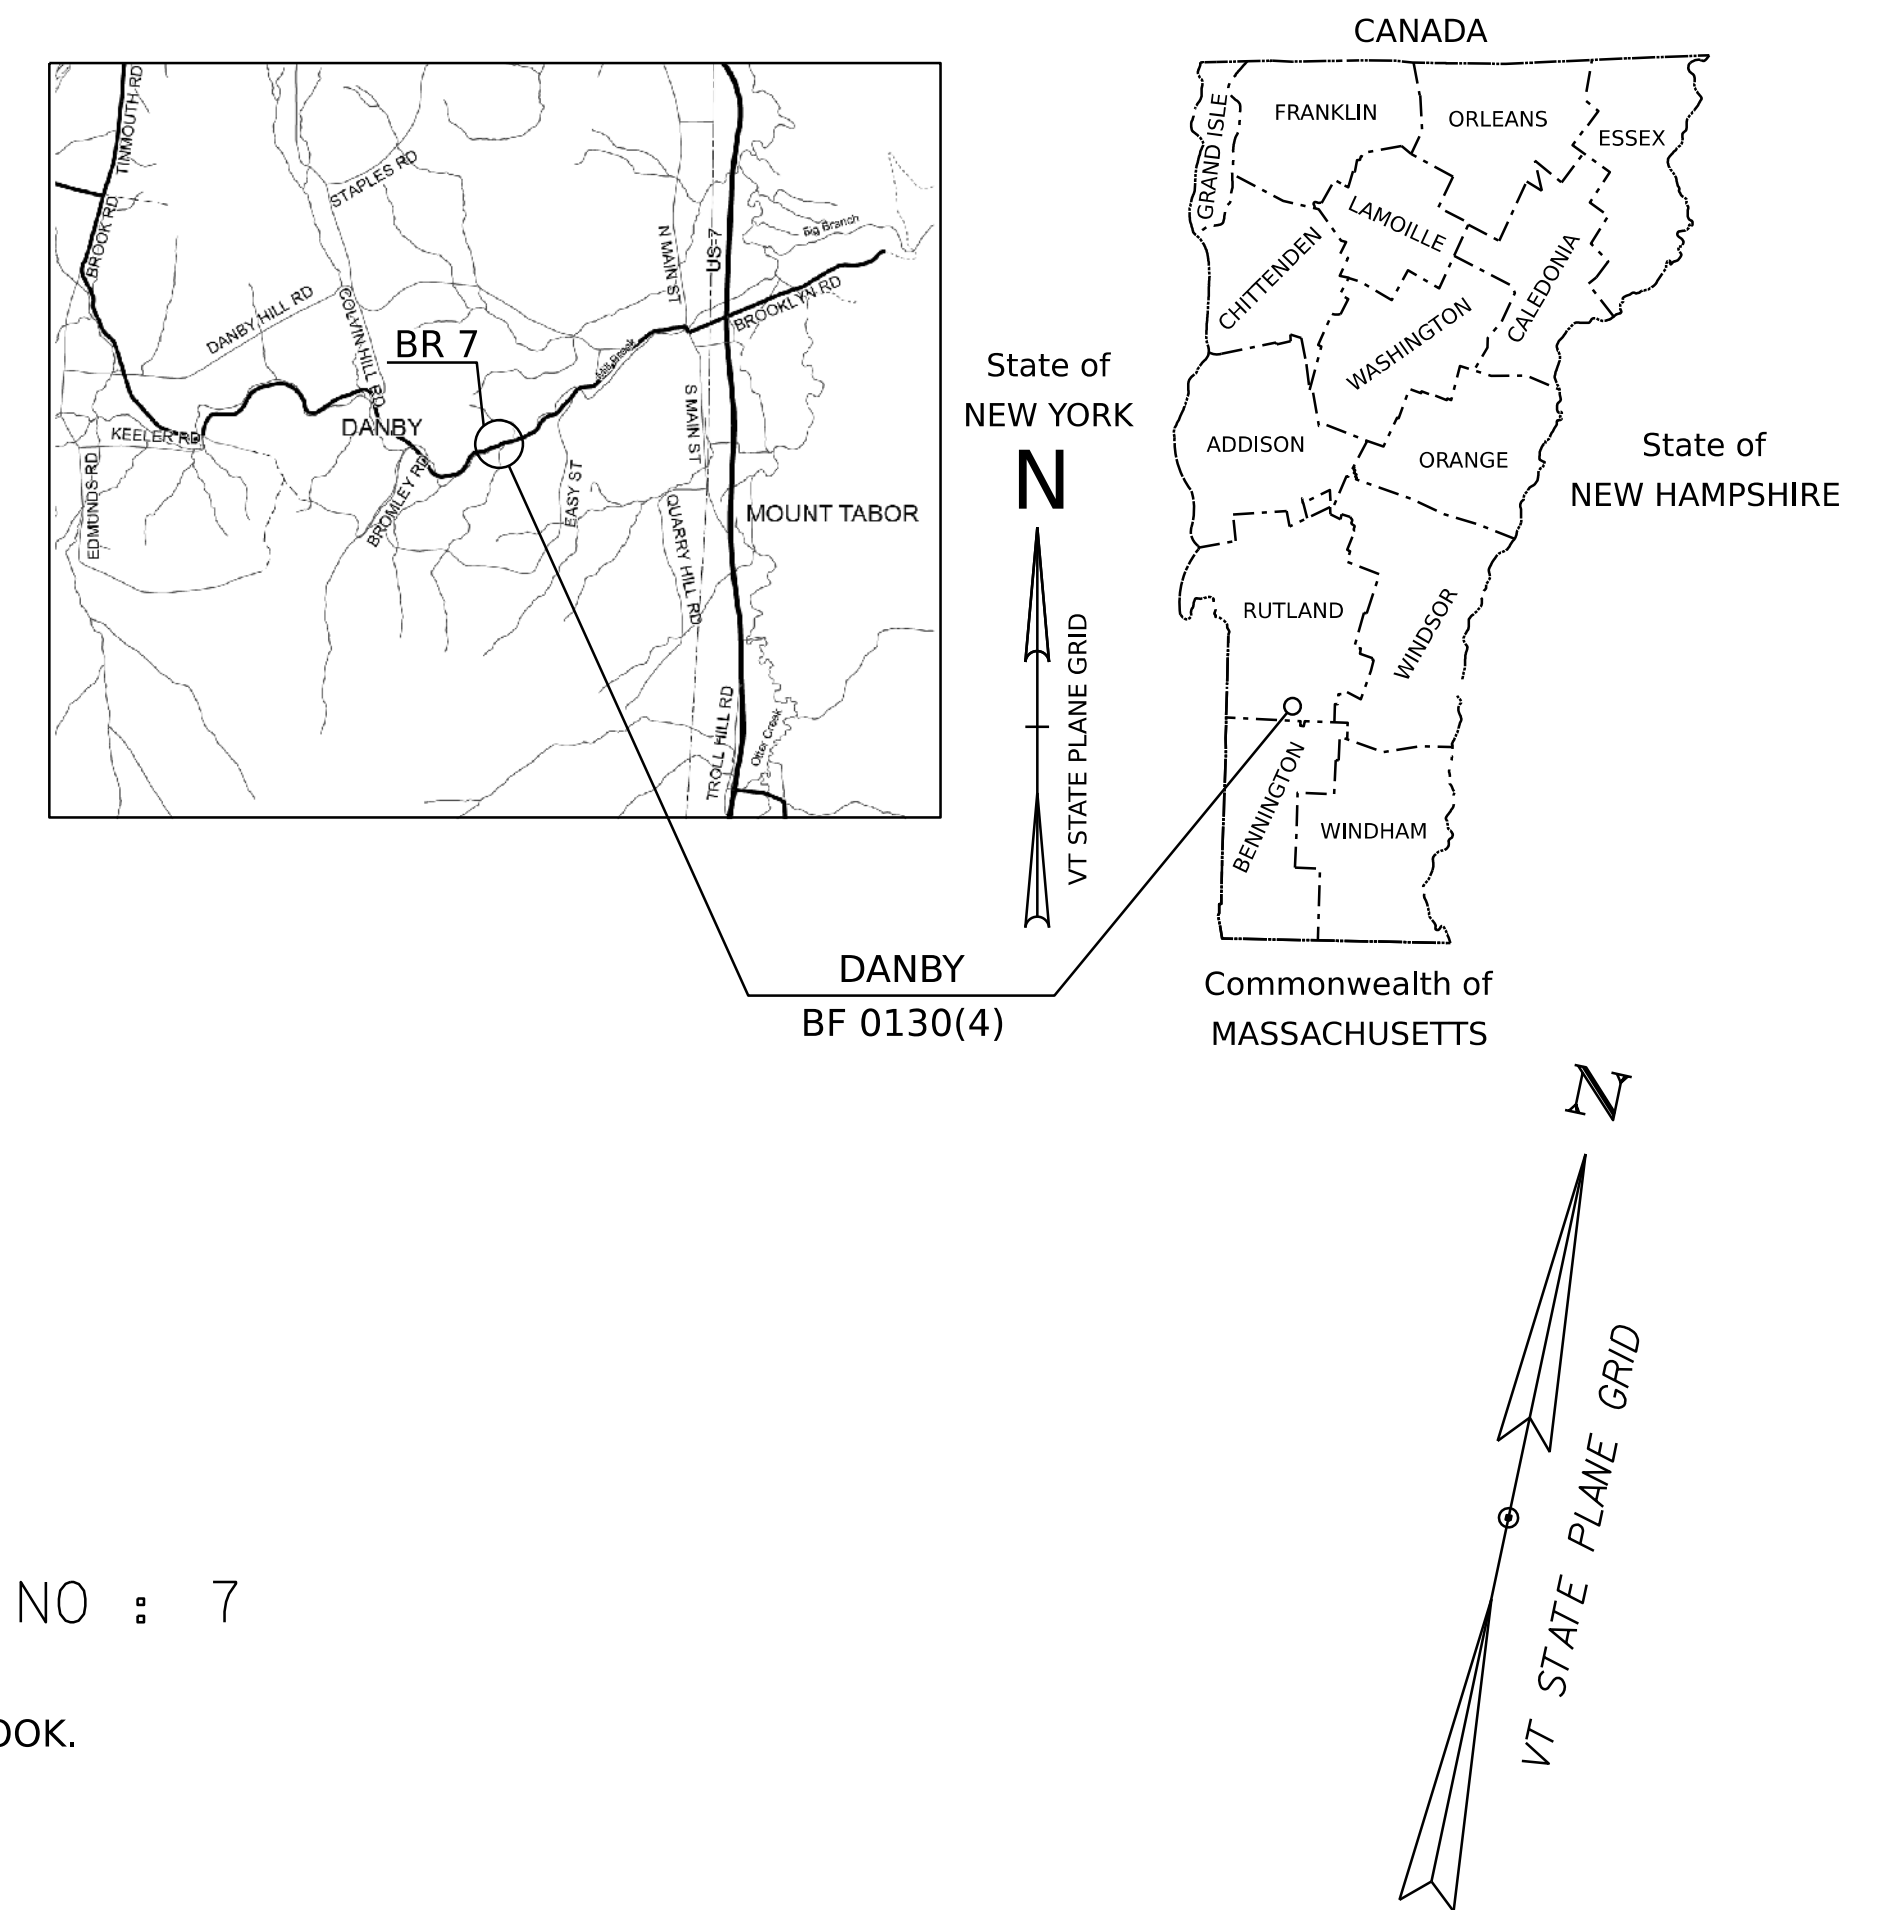 CANADA
GRAND ISLE
FRANKLIN
ORLEANS
ESSEX
LAMOILLE
CHITTENDEN
CALEDONIA
WASHINGTON
ADDISON
ORANGE
RUTLAND
WINDSOR
BENNINGTON
WINDHAM
State of
NEW YORK
State of
NEW HAMPSHIRE
Commonwealth of
MASSACHUSETTS
N
VT STATE PLANE GRID
TINMOUTH RD
BROOK RD
STAPLES RD
N MAIN ST
US-7
Big Branch
BROOKLYN RD
DANBY HILL RD
COLVIN HILL RD
BR 7
Mill Brook
KEELER RD
DANBY
S MAIN ST
EDMUNDS RD
BROMLEY RD
EASY ST
QUARRY HILL RD
MOUNT TABOR
TROLL HILL RD
Otter Creek
DANBY
BF 0130(4)
N
VT STATE PLANE GRID
NO : 7
OOK.